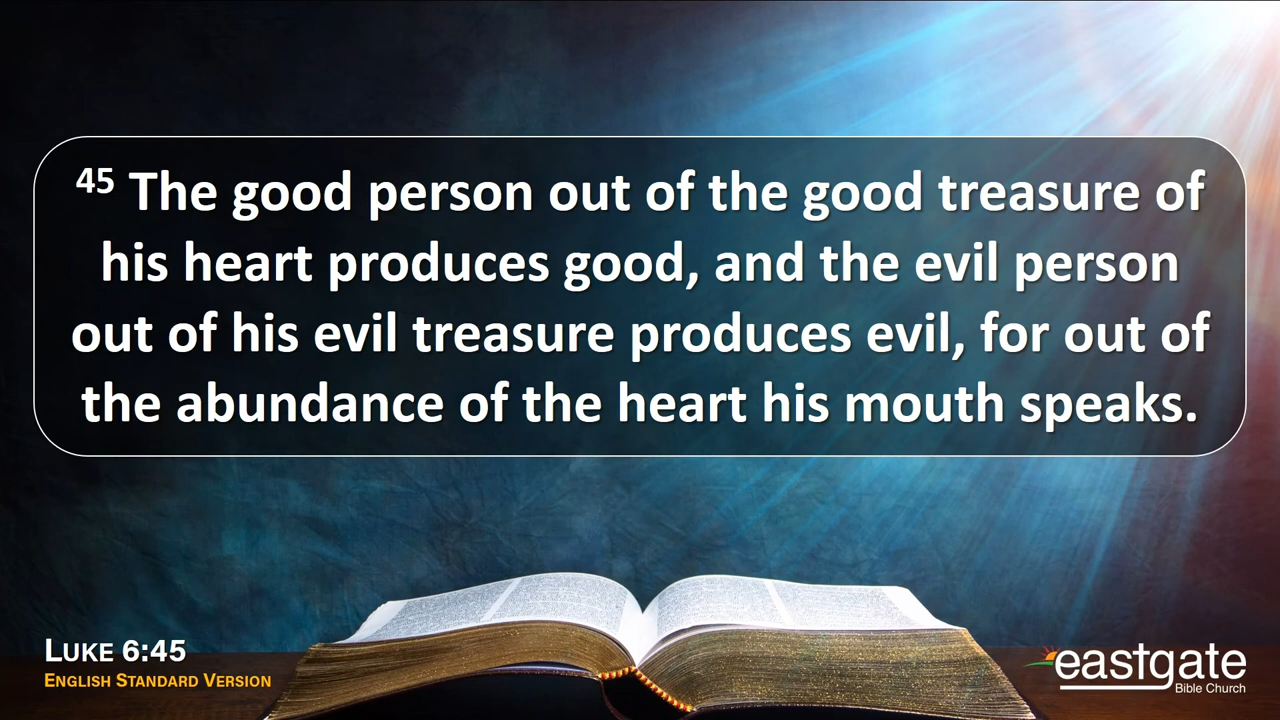 45 The good person out of the good treasure of
his heart produces good, and the evil person
out of his evil treasure produces evil, for out of
the abundance of the heart his mouth speaks.
Luke 6:45
English Standard Version
eastgate
Bible Church